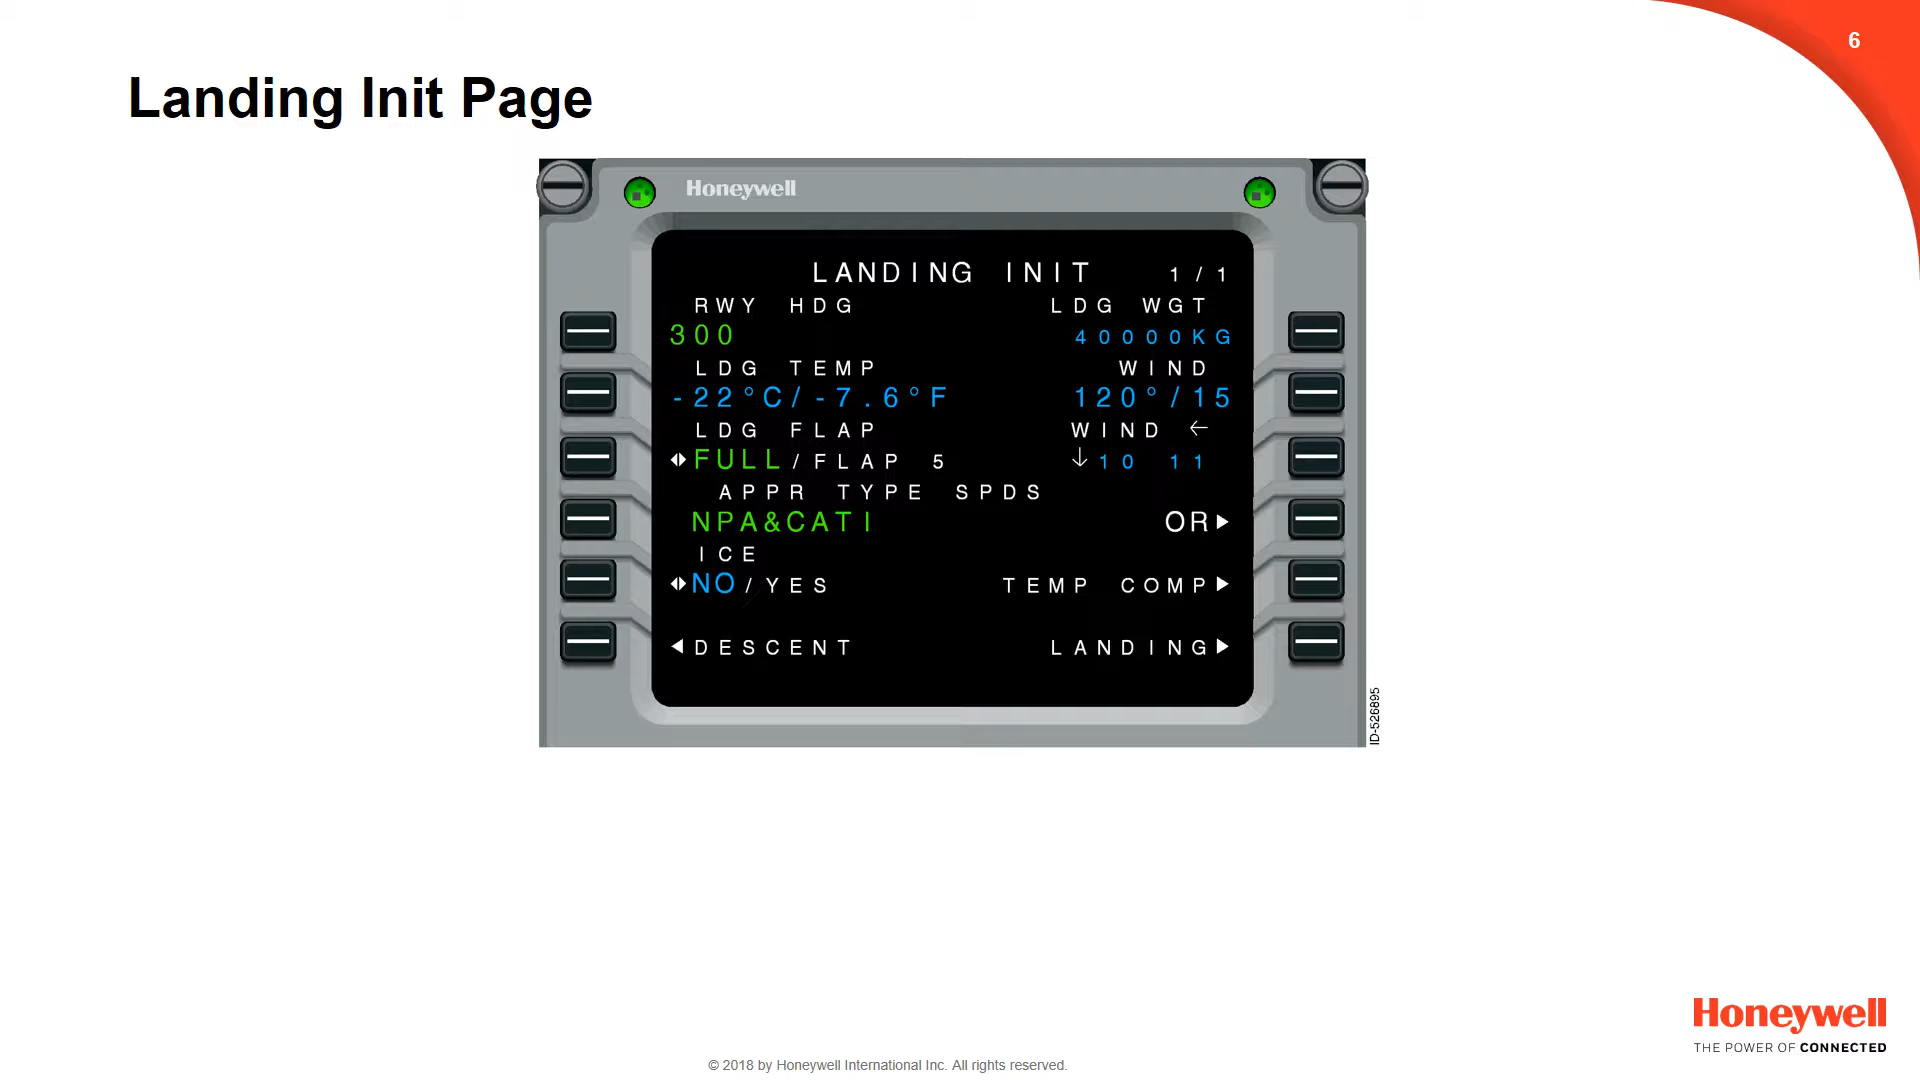 6
Landing Init Page
Honeywell
LANDING INIT 1/1
RWY HDG LDG WGT
300 40000KG
LDG TEMP WIND
-22°C/-7.6°F 120°/15
LDG FLAP WIND ←
FULL/FLAP 5 ↓10 11
APPR TYPE SPDS
NPA&CATI OR
ICE
NO/YES TEMP COMP
DESCENT LANDING
ID-526895
Honeywell
THE POWER OF CONNECTED
© 2018 by Honeywell International Inc. All rights reserved.